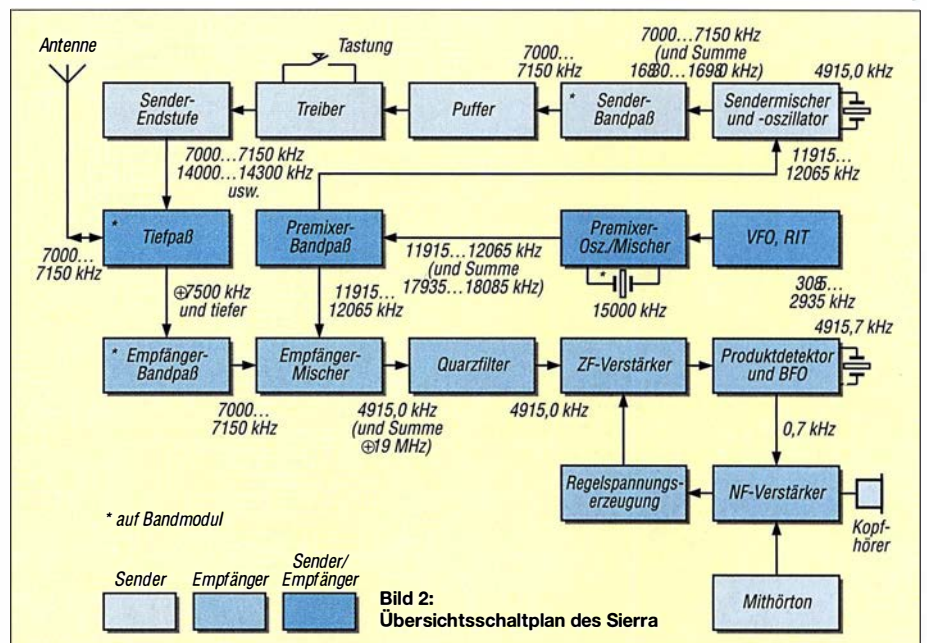 Antenne
Tastung
7000...
7150 kHz
7000...7150 kHz
(und Summe
16880...16980 kHz)
4915,0 kHz
Sender-
Endstufe
Treiber
Puffer
* Sender-
Bandpaß
Sendermischer
und -oszillator
7000...7150 kHz
14000...14300 kHz
usw.
11915...
12065 kHz
* Tiefpaß
Premixer-
Bandpaß
Premixer-
Osz./Mischer
VFO, RIT
7000...
7150 kHz
11915...12065 kHz
(und Summe
17935...18085 kHz)
*
15000 kHz
2935 kHz
⊕7500 kHz
und tiefer
11915...
12065 kHz
4915,7 kHz
* Empfänger-
Bandpaß
Empfänger-
Mischer
Quarzfilter
ZF-Verstärker
Produktdetektor
und BFO
7000...
7150 kHz
4915,0 kHz
(und Summe
⊕19 MHz)
4915,0 kHz
0,7 kHz
Regelspannungs-
erzeugung
NF-Verstärker
Kopf-
hörer
* auf Bandmodul
Sender
Empfänger
Sender/
Empfänger
Mithörton
Bild 2:
Übersichtsschaltplan des Sierra